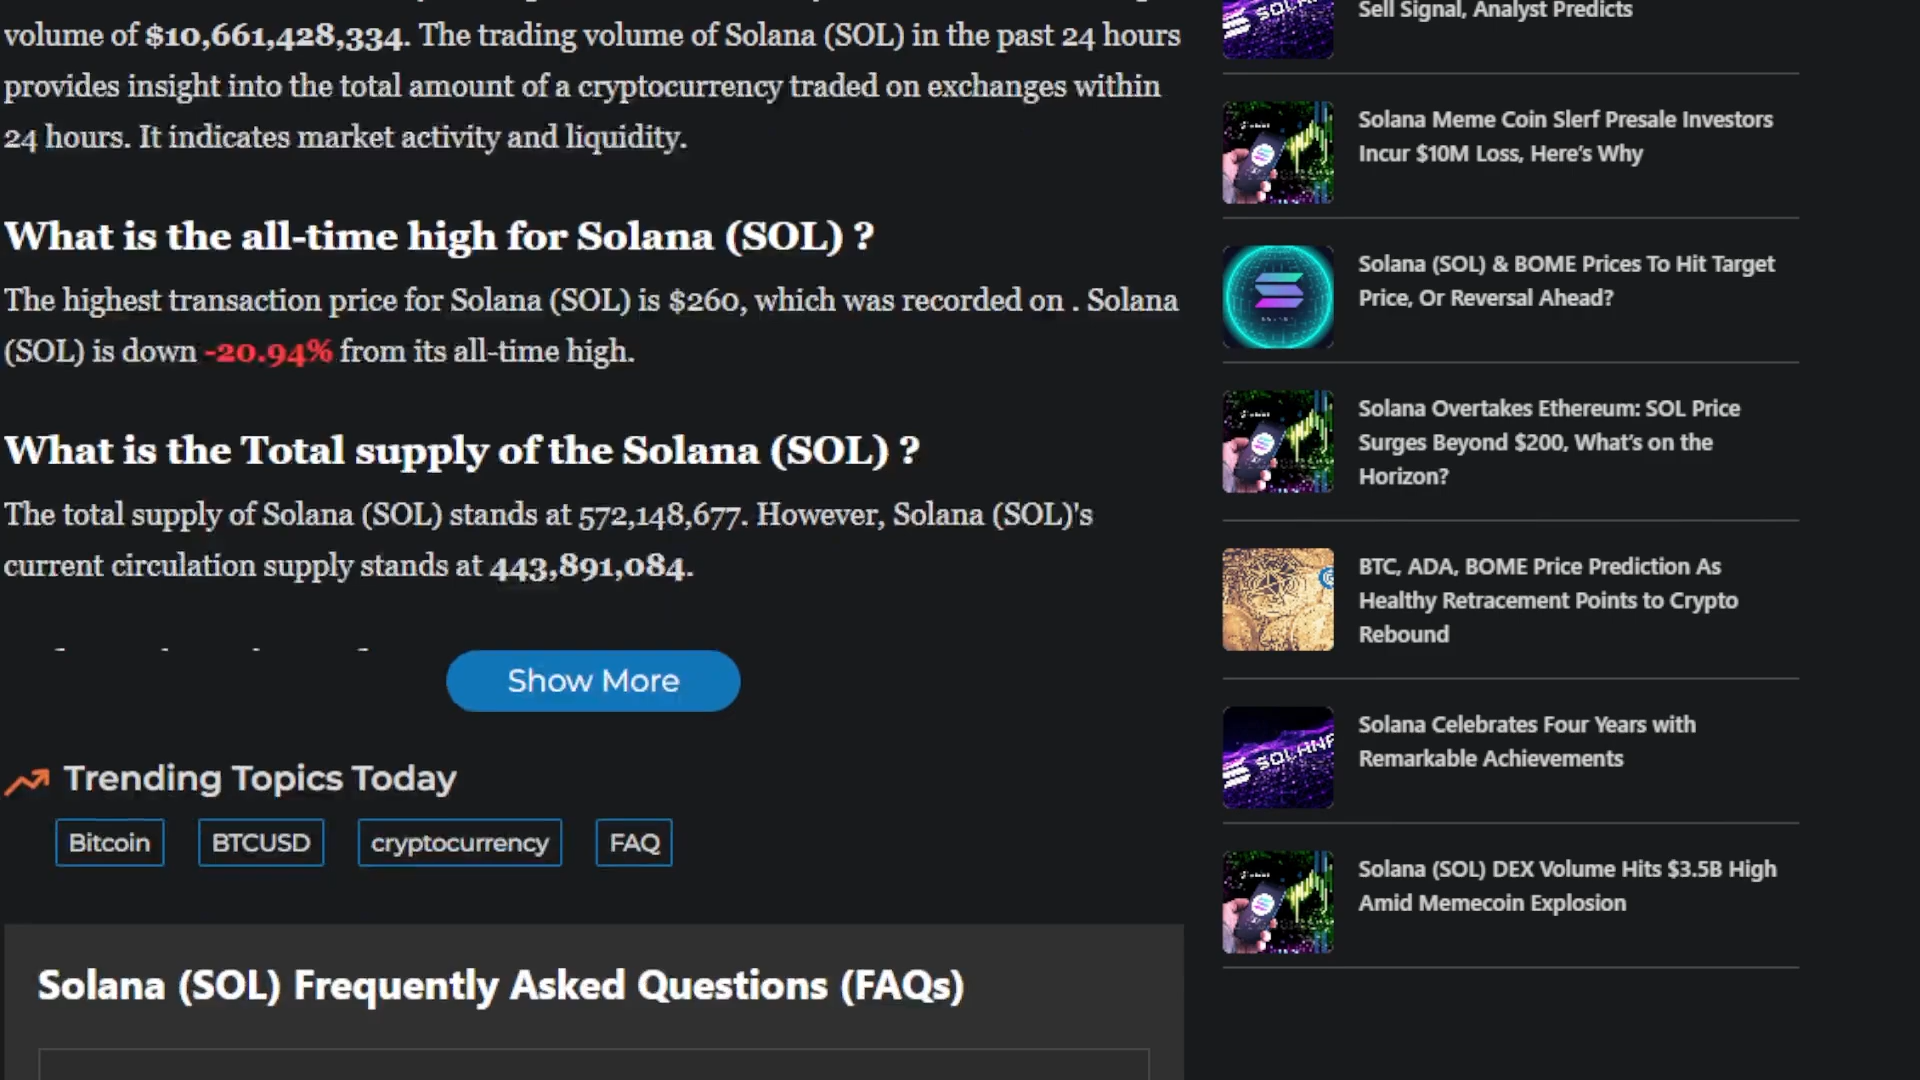 volume of $10,661,428,334. The trading volume of Solana (SOL) in the past 24 hours
provides insight into the total amount of a cryptocurrency traded on exchanges within
24 hours. It indicates market activity and liquidity.
What is the all-time high for Solana (SOL) ?
The highest transaction price for Solana (SOL) is $260, which was recorded on . Solana
(SOL) is down -20.94% from its all-time high.
What is the Total supply of the Solana (SOL) ?
The total supply of Solana (SOL) stands at 572,148,677. However, Solana (SOL)'s
current circulation supply stands at 443,891,084.
Show More
Trending Topics Today
Bitcoin
BTCUSD
cryptocurrency
FAQ
Solana (SOL) Frequently Asked Questions (FAQs)
Sell Signal, Analyst Predicts
Solana Meme Coin Slerf Presale Investors
Incur $10M Loss, Here’s Why
Solana (SOL) & BOME Prices To Hit Target
Price, Or Reversal Ahead?
Solana Overtakes Ethereum: SOL Price
Surges Beyond $200, What’s on the
Horizon?
BTC, ADA, BOME Price Prediction As
Healthy Retracement Points to Crypto
Rebound
SOLANA
Solana Celebrates Four Years with
Remarkable Achievements
Solana (SOL) DEX Volume Hits $3.5B High
Amid Memecoin Explosion